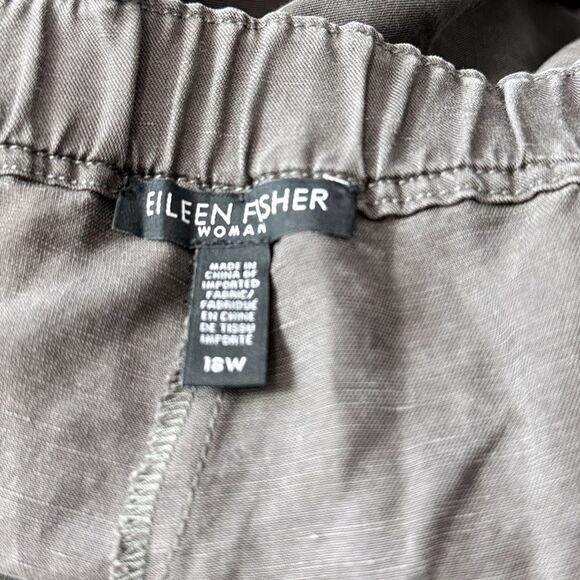 EILEEN FISHER
WOMAN
MADE IN
CHINA OF
IMPORTED
FABRIC/
FABRIQUÉ
EN CHINE
DE TISSU
IMPORTÉ
18W